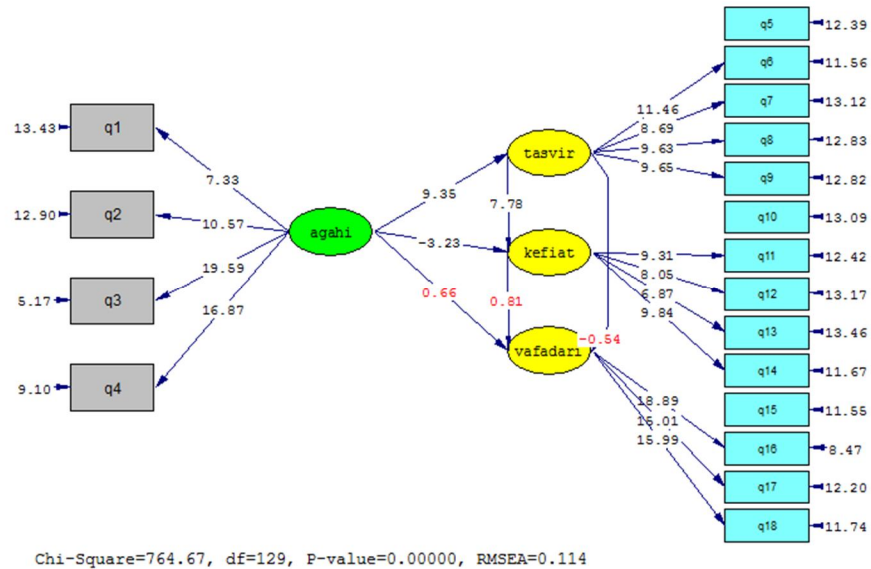 q5 12.39
q6 11.56
11.46
q7 13.12
13.43 q1
8.69
tasvir
9.63
q8 12.83
9.65
q9 12.82
7.33
9.35
7.78
12.90 q2
10.57
agahi
q10 13.09
-3.23
kefiat
9.31
q11 12.42
8.05
19.59
q12 13.17
5.17 q3
0.66
0.81
6.87
9.84
q13 13.46
16.87
-0.54
vafadari
q14 11.67
9.10 q4
18.89
q15 11.55
15.01
15.99
q16 8.47
q17 12.20
q18 11.74
Chi-Square=764.67, df=129, P-value=0.00000, RMSEA=0.114